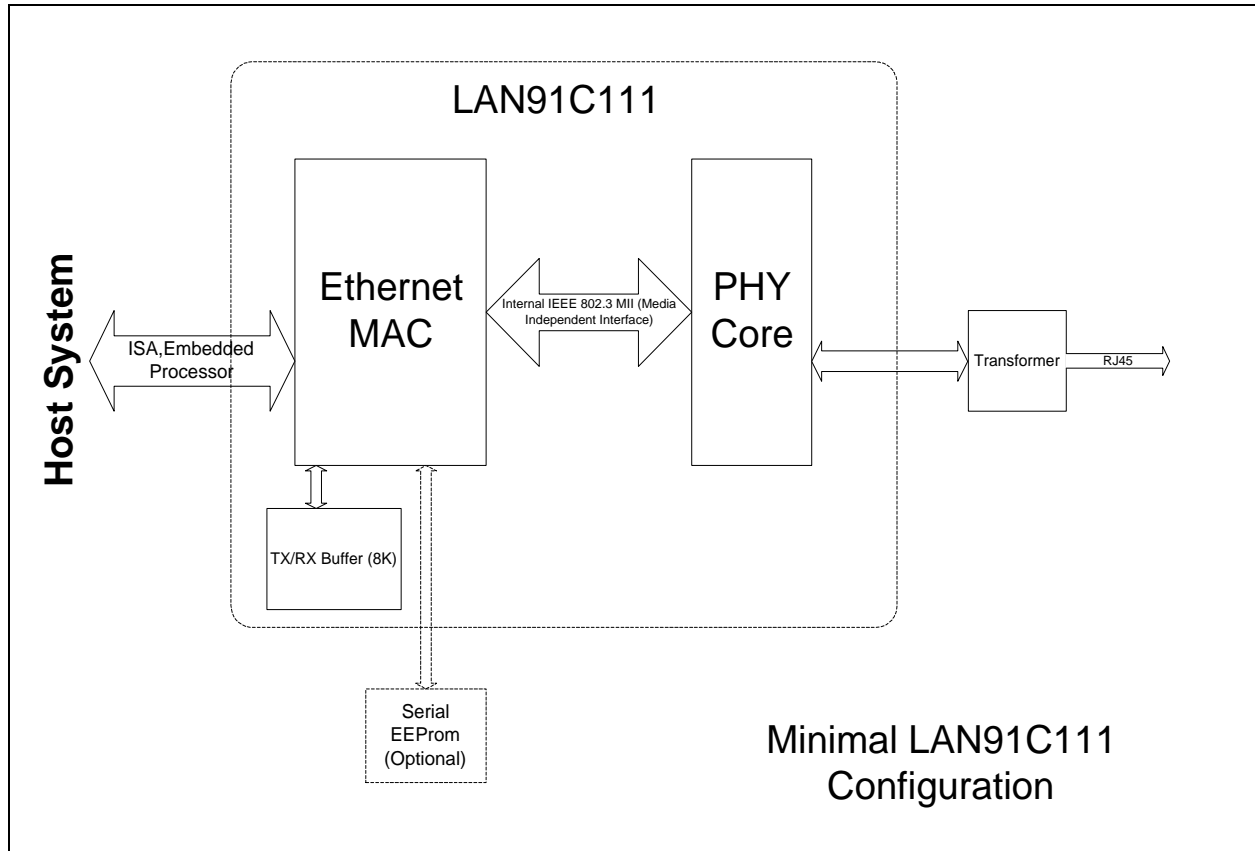 LAN91C111
Host System
ISA,Embedded
Processor
Ethernet
MAC
Internal IEEE 802.3 MII (Media
Independent Interface)
PHY
Core
Transformer
RJ45
TX/RX Buffer (8K)
Serial
EEProm
(Optional)
Minimal LAN91C111
Configuration